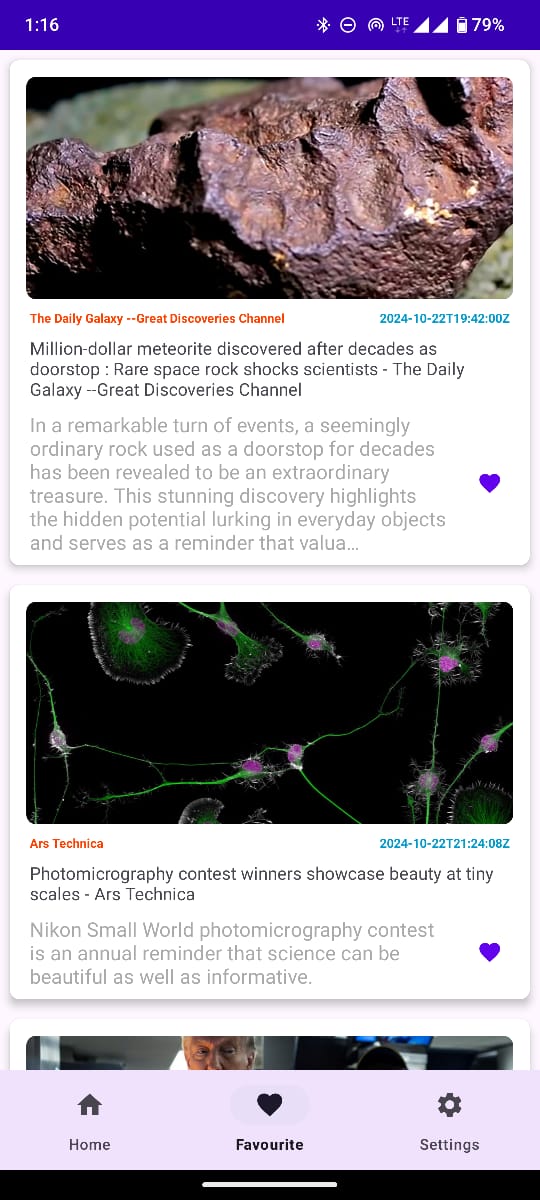 1:16 LTE 79%
The Daily Galaxy --Great Discoveries Channel 2024-10-22T19:42:00Z
Million-dollar meteorite discovered after decades as
doorstop : Rare space rock shocks scientists - The Daily
Galaxy --Great Discoveries Channel
In a remarkable turn of events, a seemingly
ordinary rock used as a doorstop for decades
has been revealed to be an extraordinary
treasure. This stunning discovery highlights
the hidden potential lurking in everyday objects
and serves as a reminder that valua…
Ars Technica 2024-10-22T21:24:08Z
Photomicrography contest winners showcase beauty at tiny
scales - Ars Technica
Nikon Small World photomicrography contest
is an annual reminder that science can be
beautiful as well as informative.
Home Favourite Settings